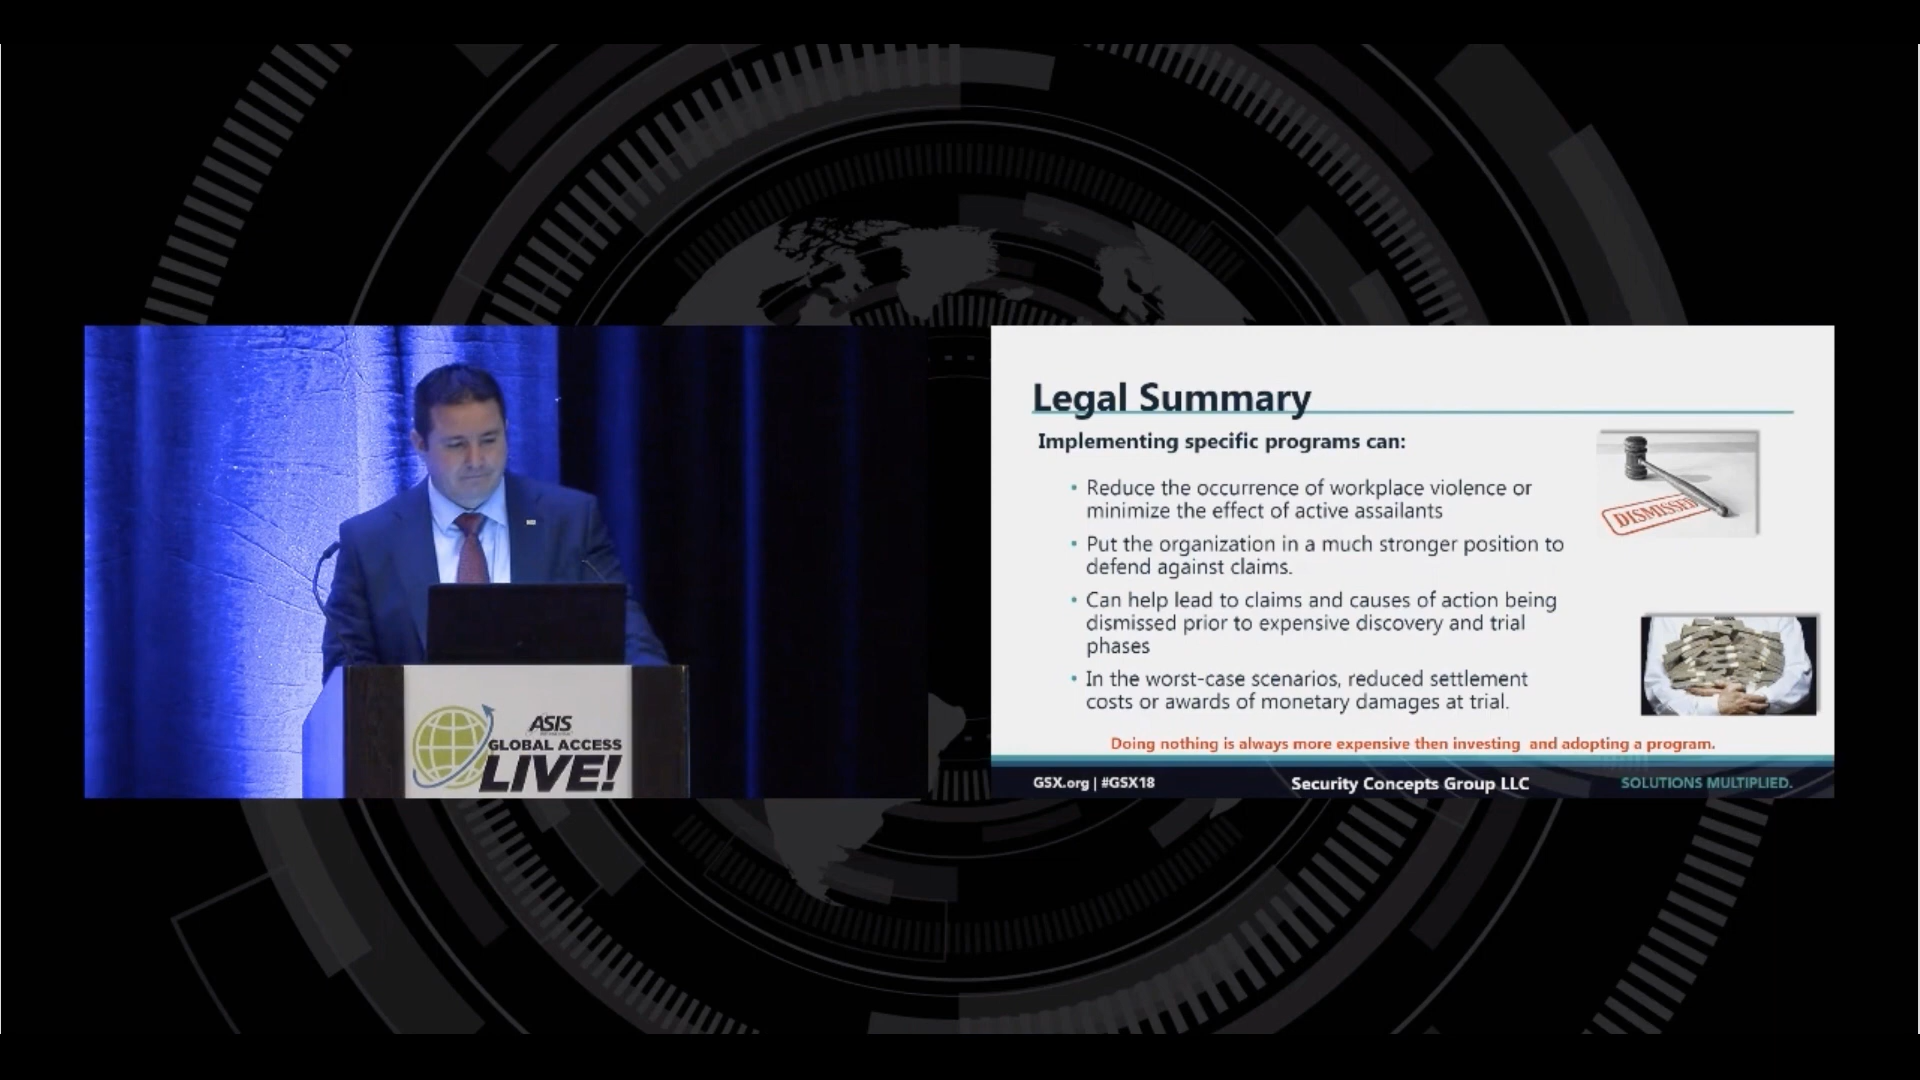 Legal Summary
Implementing specific programs can:
• Reduce the occurrence of workplace violence or
minimize the effect of active assailants
• Put the organization in a much stronger position to
defend against claims.
• Can help lead to claims and causes of action being
dismissed prior to expensive discovery and trial
phases
• In the worst-case scenarios, reduced settlement
costs or awards of monetary damages at trial.
DISMISSED
Doing nothing is always more expensive then investing and adopting a program.
GSX.org | #GSX18
Security Concepts Group LLC
SOLUTIONS MULTIPLIED.
ASIS
GLOBAL ACCESS
LIVE!